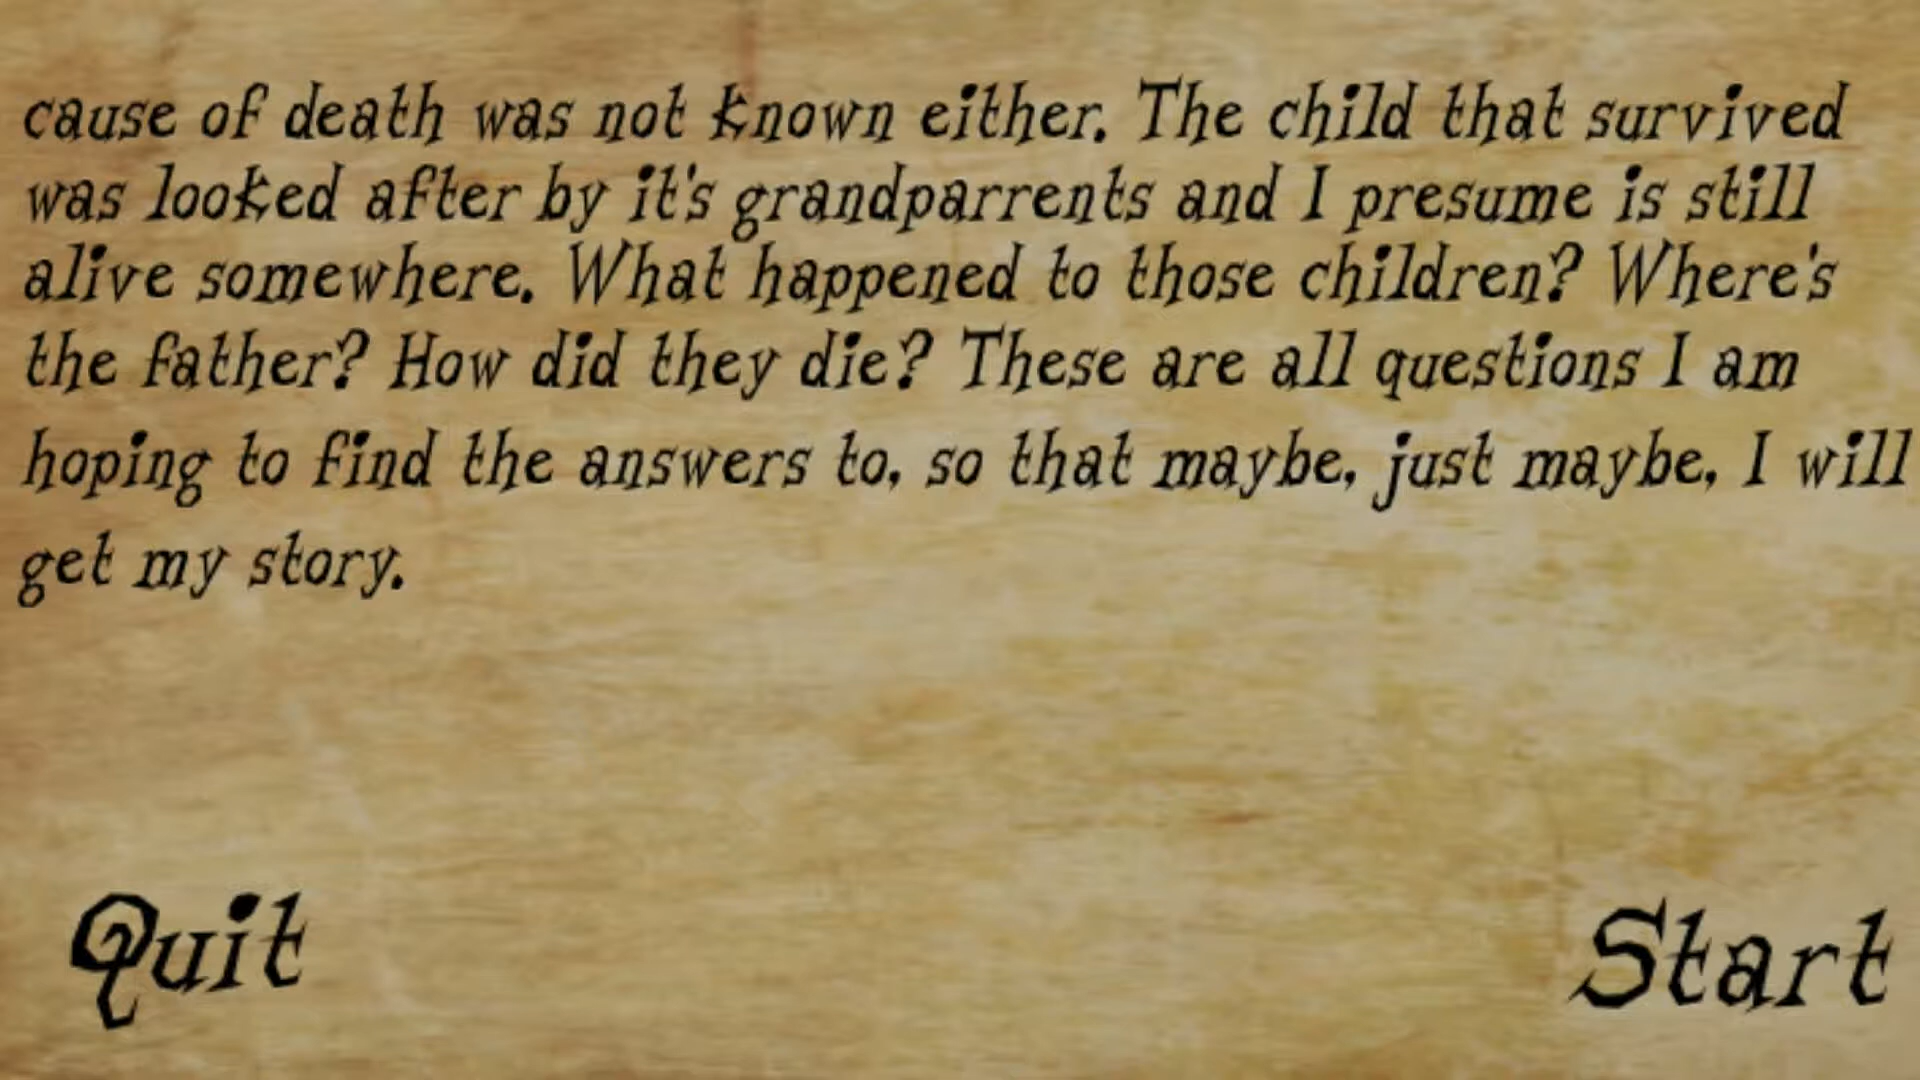 cause of death was not known either. The child that survived
was looked after by it's grandparrents and I presume is still
alive somewhere. What happened to those children? Where's
the father? How did they die? These are all questions I am
hoping to find the answers to, so that maybe, just maybe, I will
get my story.
Quit
Start